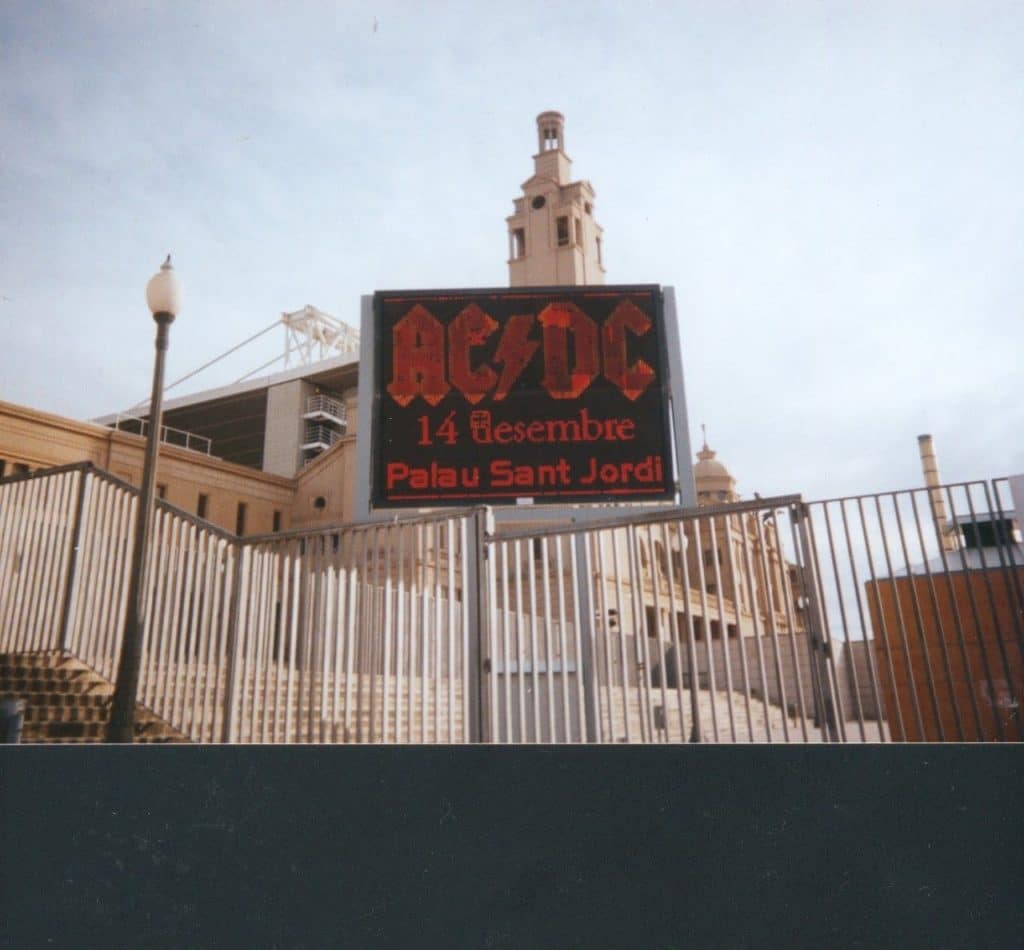 AC/DC
14 desembre
Palau Sant Jordi